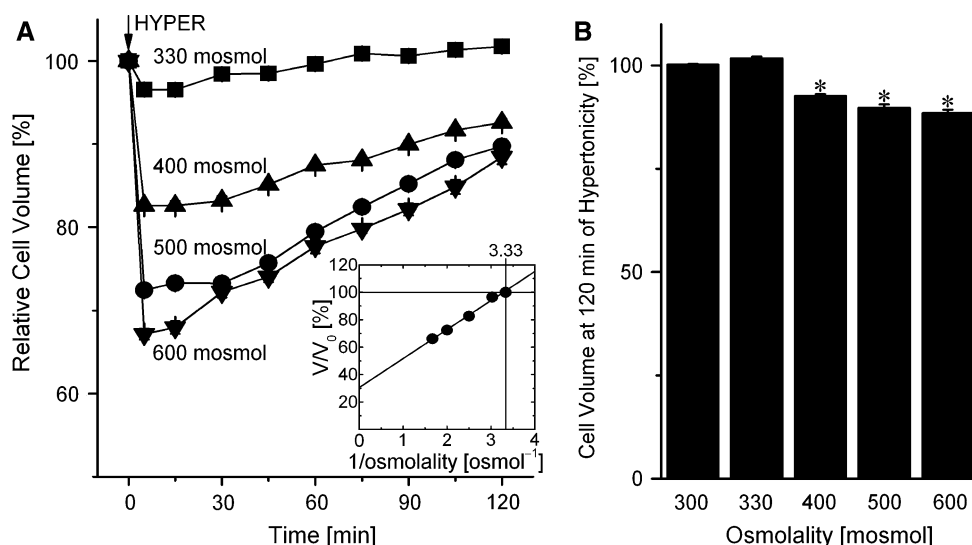 A
HYPER
330 mosmol
400 mosmol
500 mosmol
600 mosmol
100
80
60
Relative Cell Volume [%]
0
30
60
90
120
Time [min]
3.33
120
100
80
60
40
20
V/V0 [%]
0
1
2
3
4
1/osmolality [osmol⁻¹]
B
100
50
0
Cell Volume at 120 min of Hypertonicity [%]
*
*
*
300
330
400
500
600
Osmolality [mosmol]